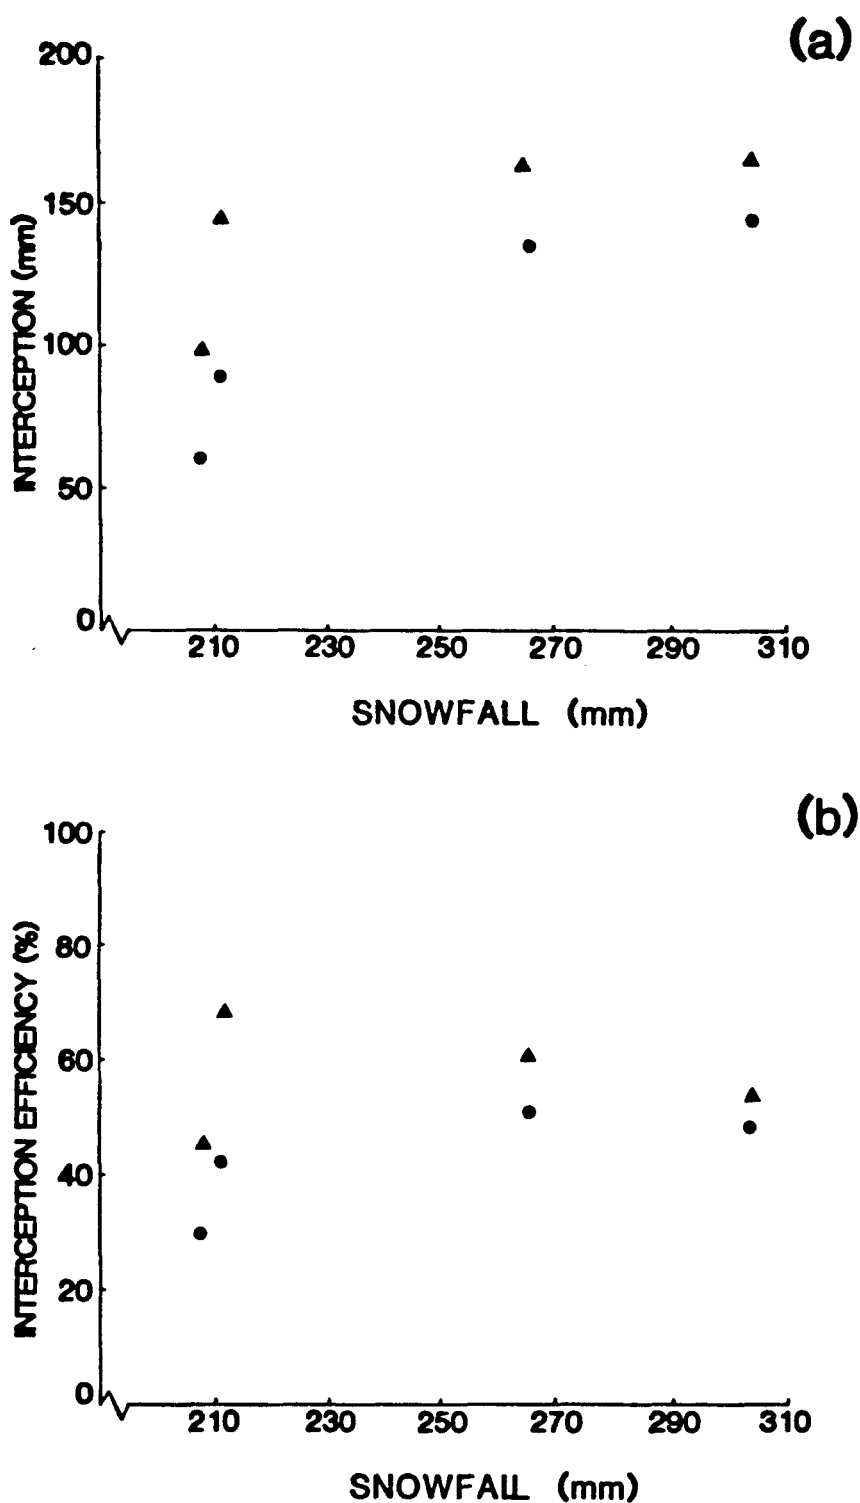 (a)
200
150
100
50
0
INTERCEPTION (mm)
210 230 250 270 290 310
SNOWFALL (mm)
(b)
100
80
60
40
20
0
INTERCEPTION EFFICIENCY (%)
210 230 250 270 290 310
SNOWFALL (mm)